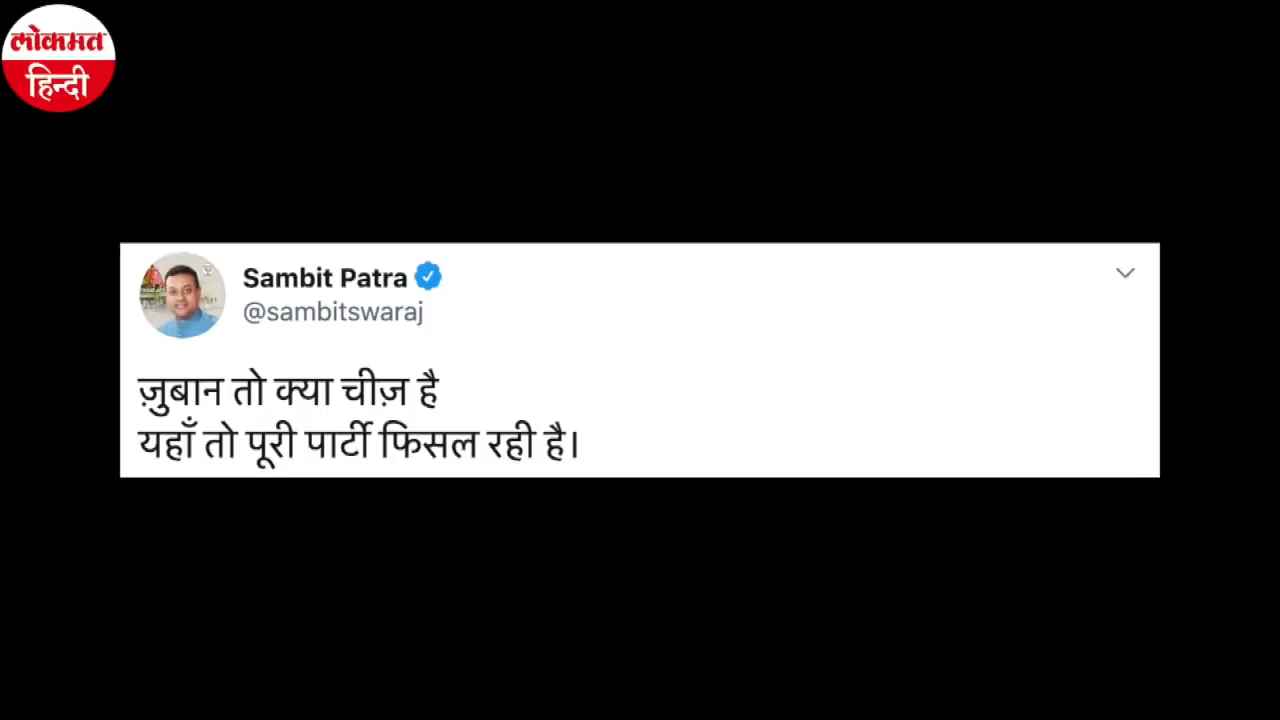 लोकमत
हिन्दी
Sambit Patra
@sambitswaraj
ज़ुबान तो क्या चीज़ है
यहाँ तो पूरी पार्टी फिसल रही है।